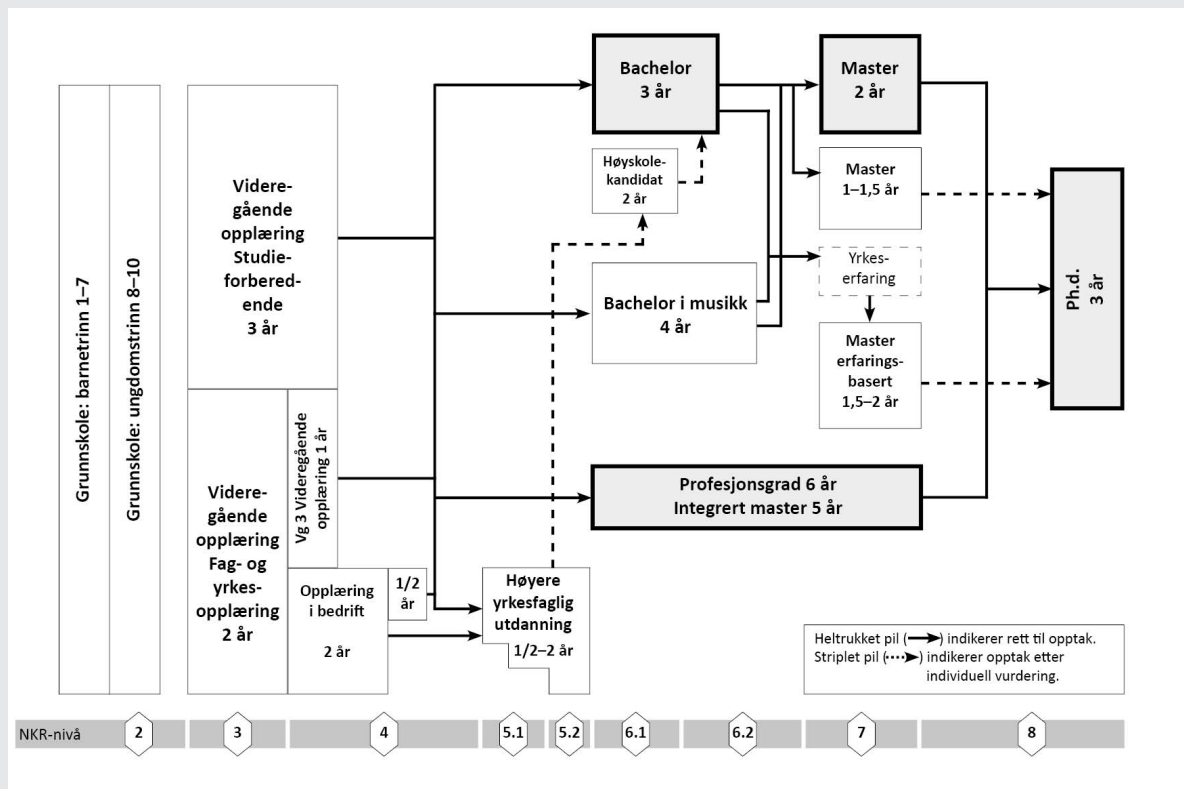 Grunnskole: barnetrinn 1–7
Grunnskole: ungdomstrinn 8–10
Videre-
gående
opplæring
Studie-
forbered-
ende
3 år
Videre-
gående
opplæring
Fag- og
yrkes-
opplæring
2 år
Vg 3 Videregående
opplæring 1 år
Opplæring
i bedrift
2 år
1/2
år
Høyere
yrkesfaglig
utdanning
1/2–2 år
Bachelor
3 år
Høyskole-
kandidat
2 år
Bachelor i musikk
4 år
Profesjonsgrad 6 år
Integrert master 5 år
Master
2 år
Master
1–1,5 år
Yrkes-
erfaring
Master
erfarings-
basert
1,5–2 år
Ph.d.
3 år
Heltrukket pil ( ) indikerer rett til opptak.
Striplet pil ( ) indikerer opptak etter
individuell vurdering.
NKR-nivå 2 3 4 5.1 5.2 6.1 6.2 7 8